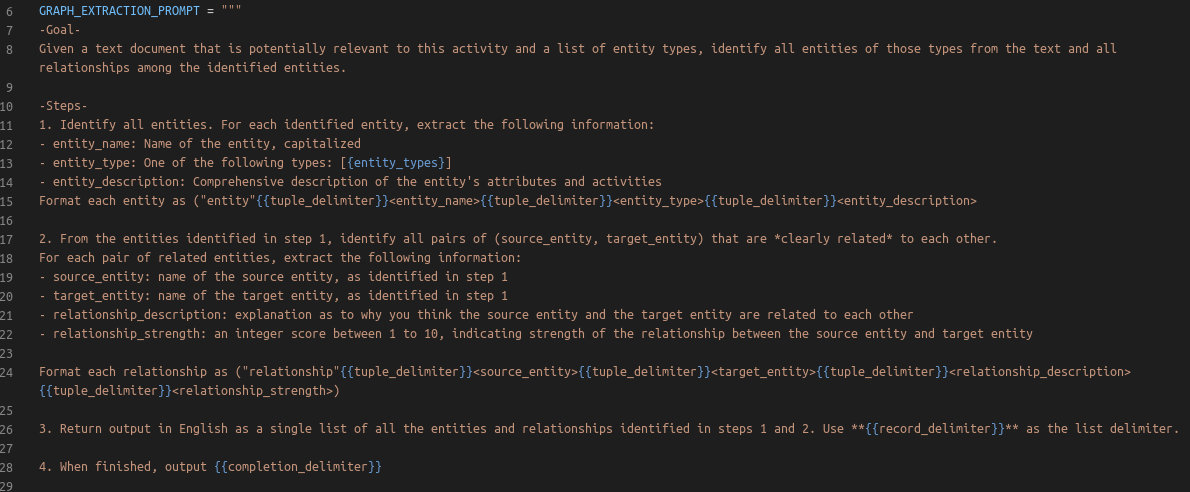 6 GRAPH_EXTRACTION_PROMPT = """
7 -Goal-
8 Given a text document that is potentially relevant to this activity and a list of entity types, identify all entities of those types from the text and all
relationships among the identified entities.
9
10 -Steps-
11 1. Identify all entities. For each identified entity, extract the following information:
12 - entity_name: Name of the entity, capitalized
13 - entity_type: One of the following types: [{entity_types}]
14 - entity_description: Comprehensive description of the entity's attributes and activities
15 Format each entity as ("entity"{{tuple_delimiter}}<entity_name>{{tuple_delimiter}}<entity_type>{{tuple_delimiter}}<entity_description>
16
17 2. From the entities identified in step 1, identify all pairs of (source_entity, target_entity) that are *clearly related* to each other.
18 For each pair of related entities, extract the following information:
19 - source_entity: name of the source entity, as identified in step 1
20 - target_entity: name of the target entity, as identified in step 1
21 - relationship_description: explanation as to why you think the source entity and the target entity are related to each other
22 - relationship_strength: an integer score between 1 to 10, indicating strength of the relationship between the source entity and target entity
23
24 Format each relationship as ("relationship"{{tuple_delimiter}}<source_entity>{{tuple_delimiter}}<target_entity>{{tuple_delimiter}}<relationship_description>
{{tuple_delimiter}}<relationship_strength>)
25
26 3. Return output in English as a single list of all the entities and relationships identified in steps 1 and 2. Use **{{record_delimiter}}** as the list delimiter.
27
28 4. When finished, output {{completion_delimiter}}
29